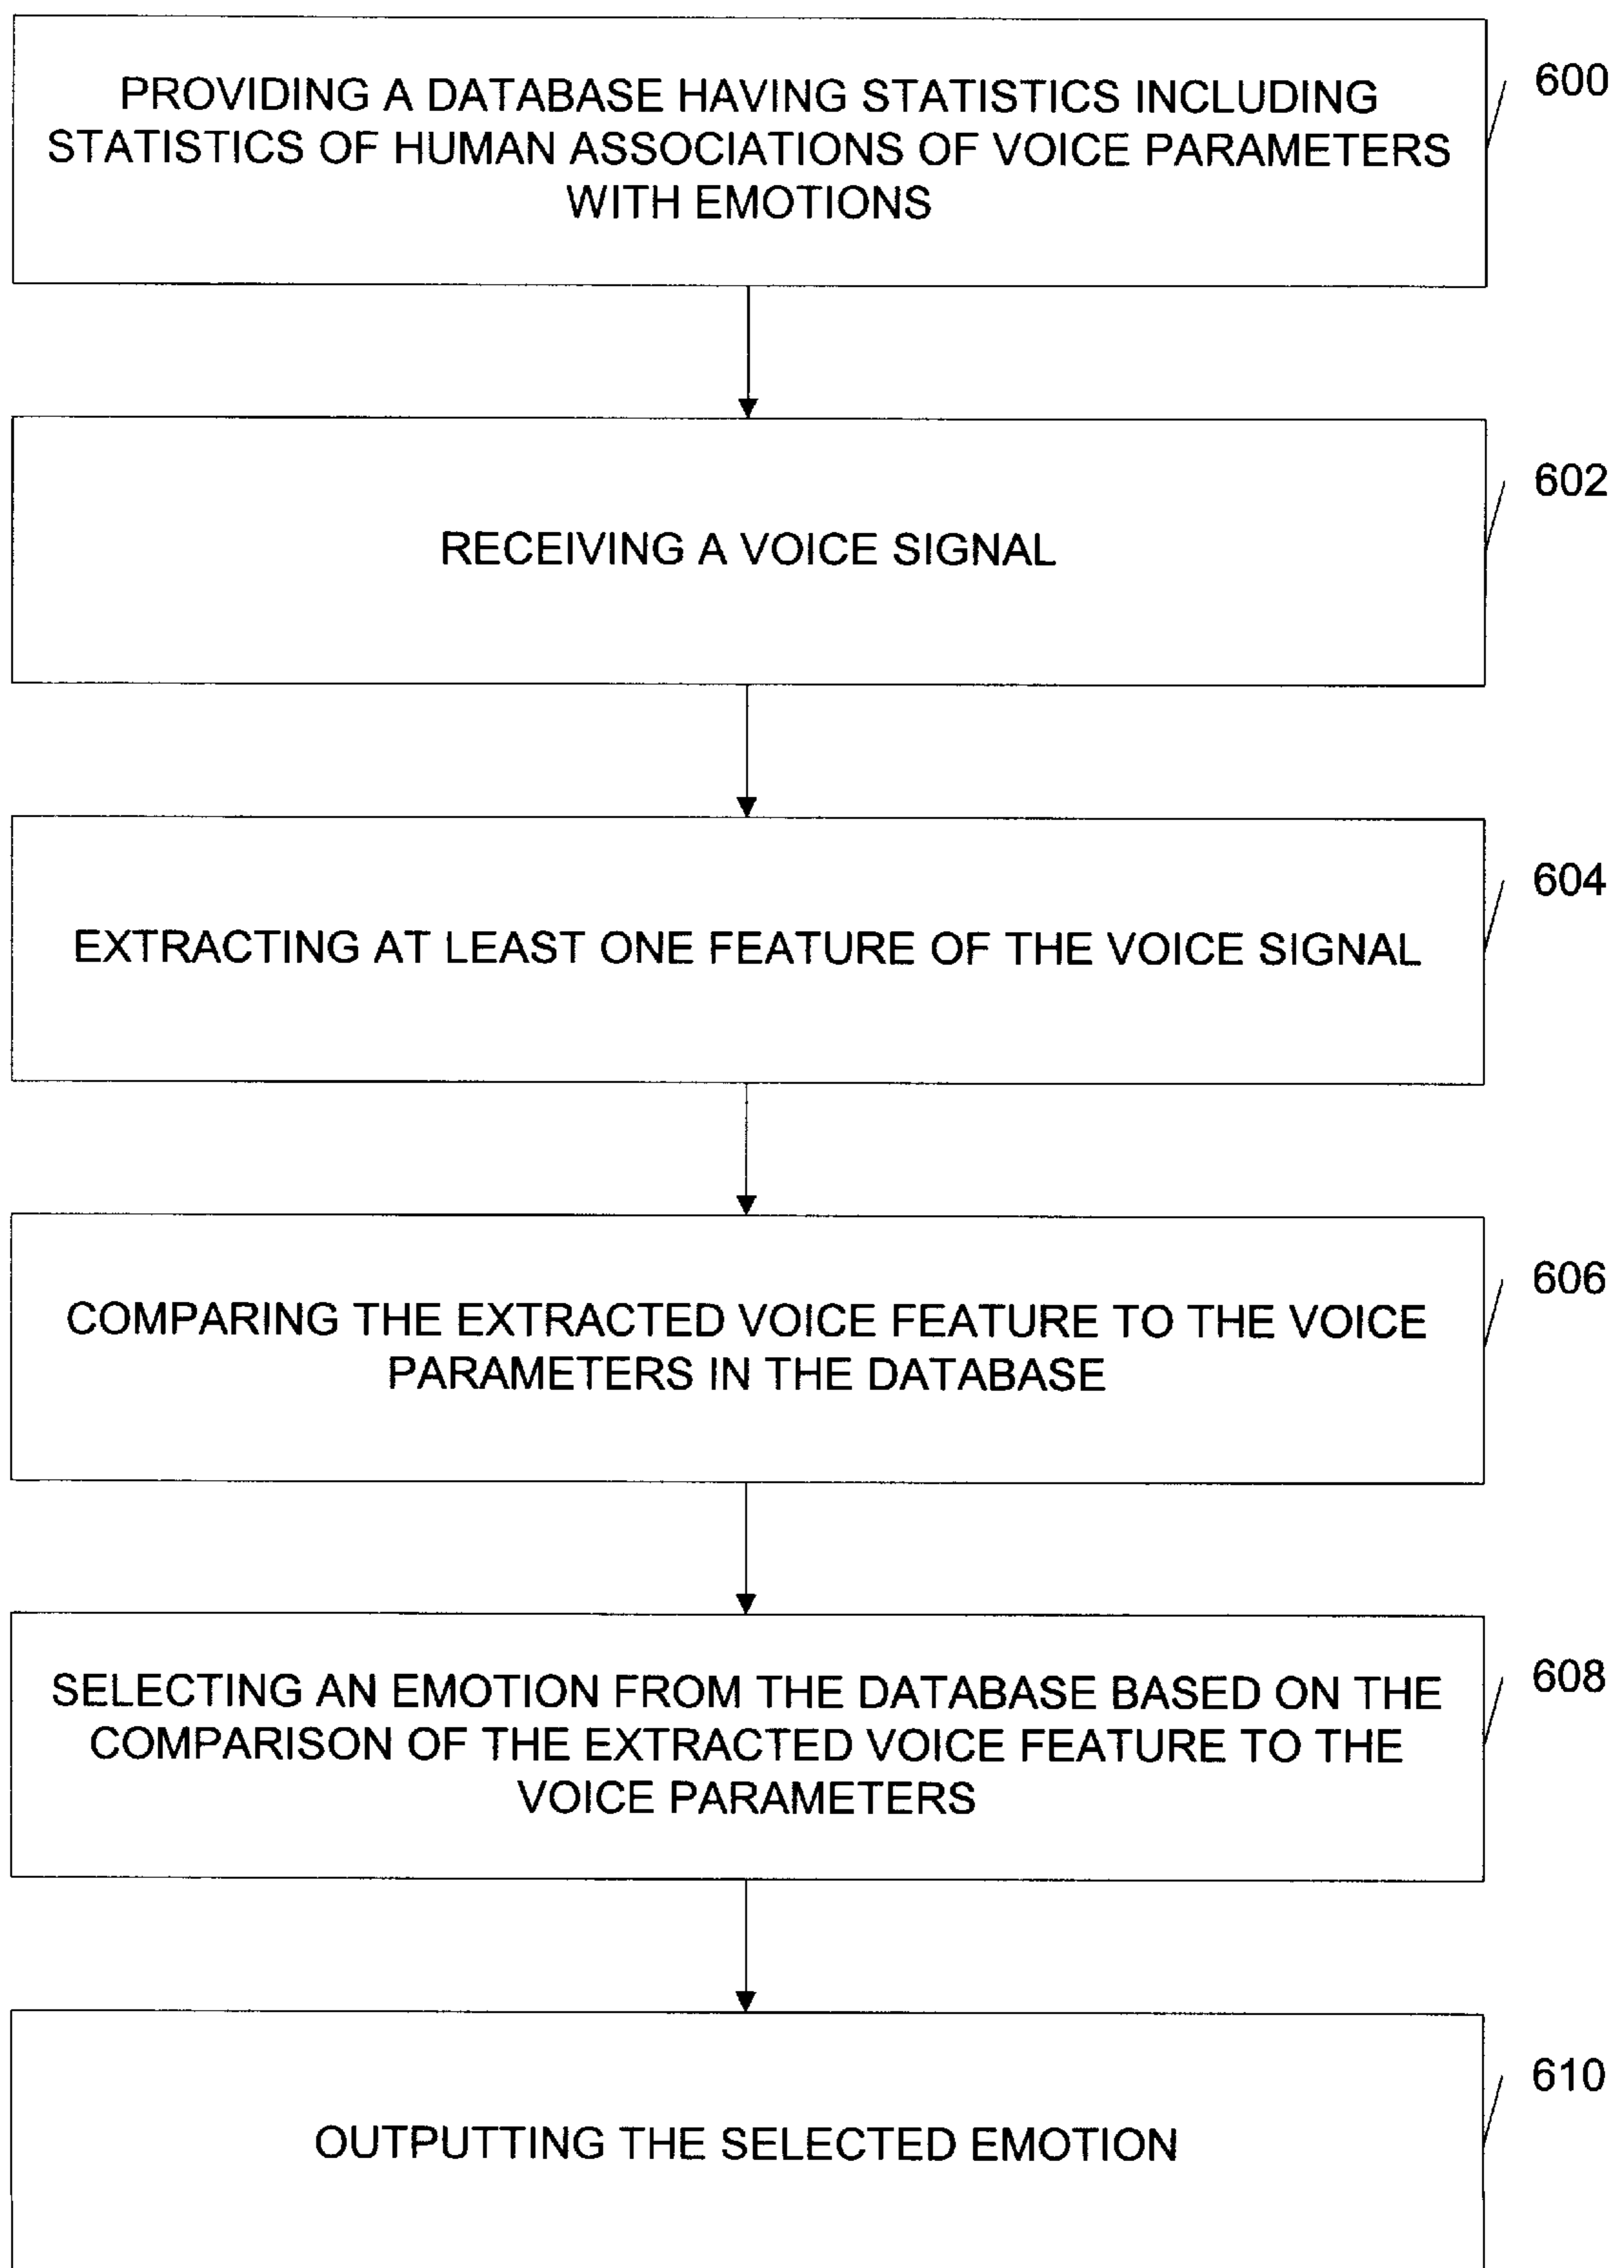 PROVIDING A DATABASE HAVING STATISTICS INCLUDING
STATISTICS OF HUMAN ASSOCIATIONS OF VOICE PARAMETERS
WITH EMOTIONS
600
RECEIVING A VOICE SIGNAL
602
EXTRACTING AT LEAST ONE FEATURE OF THE VOICE SIGNAL
604
COMPARING THE EXTRACTED VOICE FEATURE TO THE VOICE
PARAMETERS IN THE DATABASE
606
SELECTING AN EMOTION FROM THE DATABASE BASED ON THE
COMPARISON OF THE EXTRACTED VOICE FEATURE TO THE
VOICE PARAMETERS
608
OUTPUTTING THE SELECTED EMOTION
610